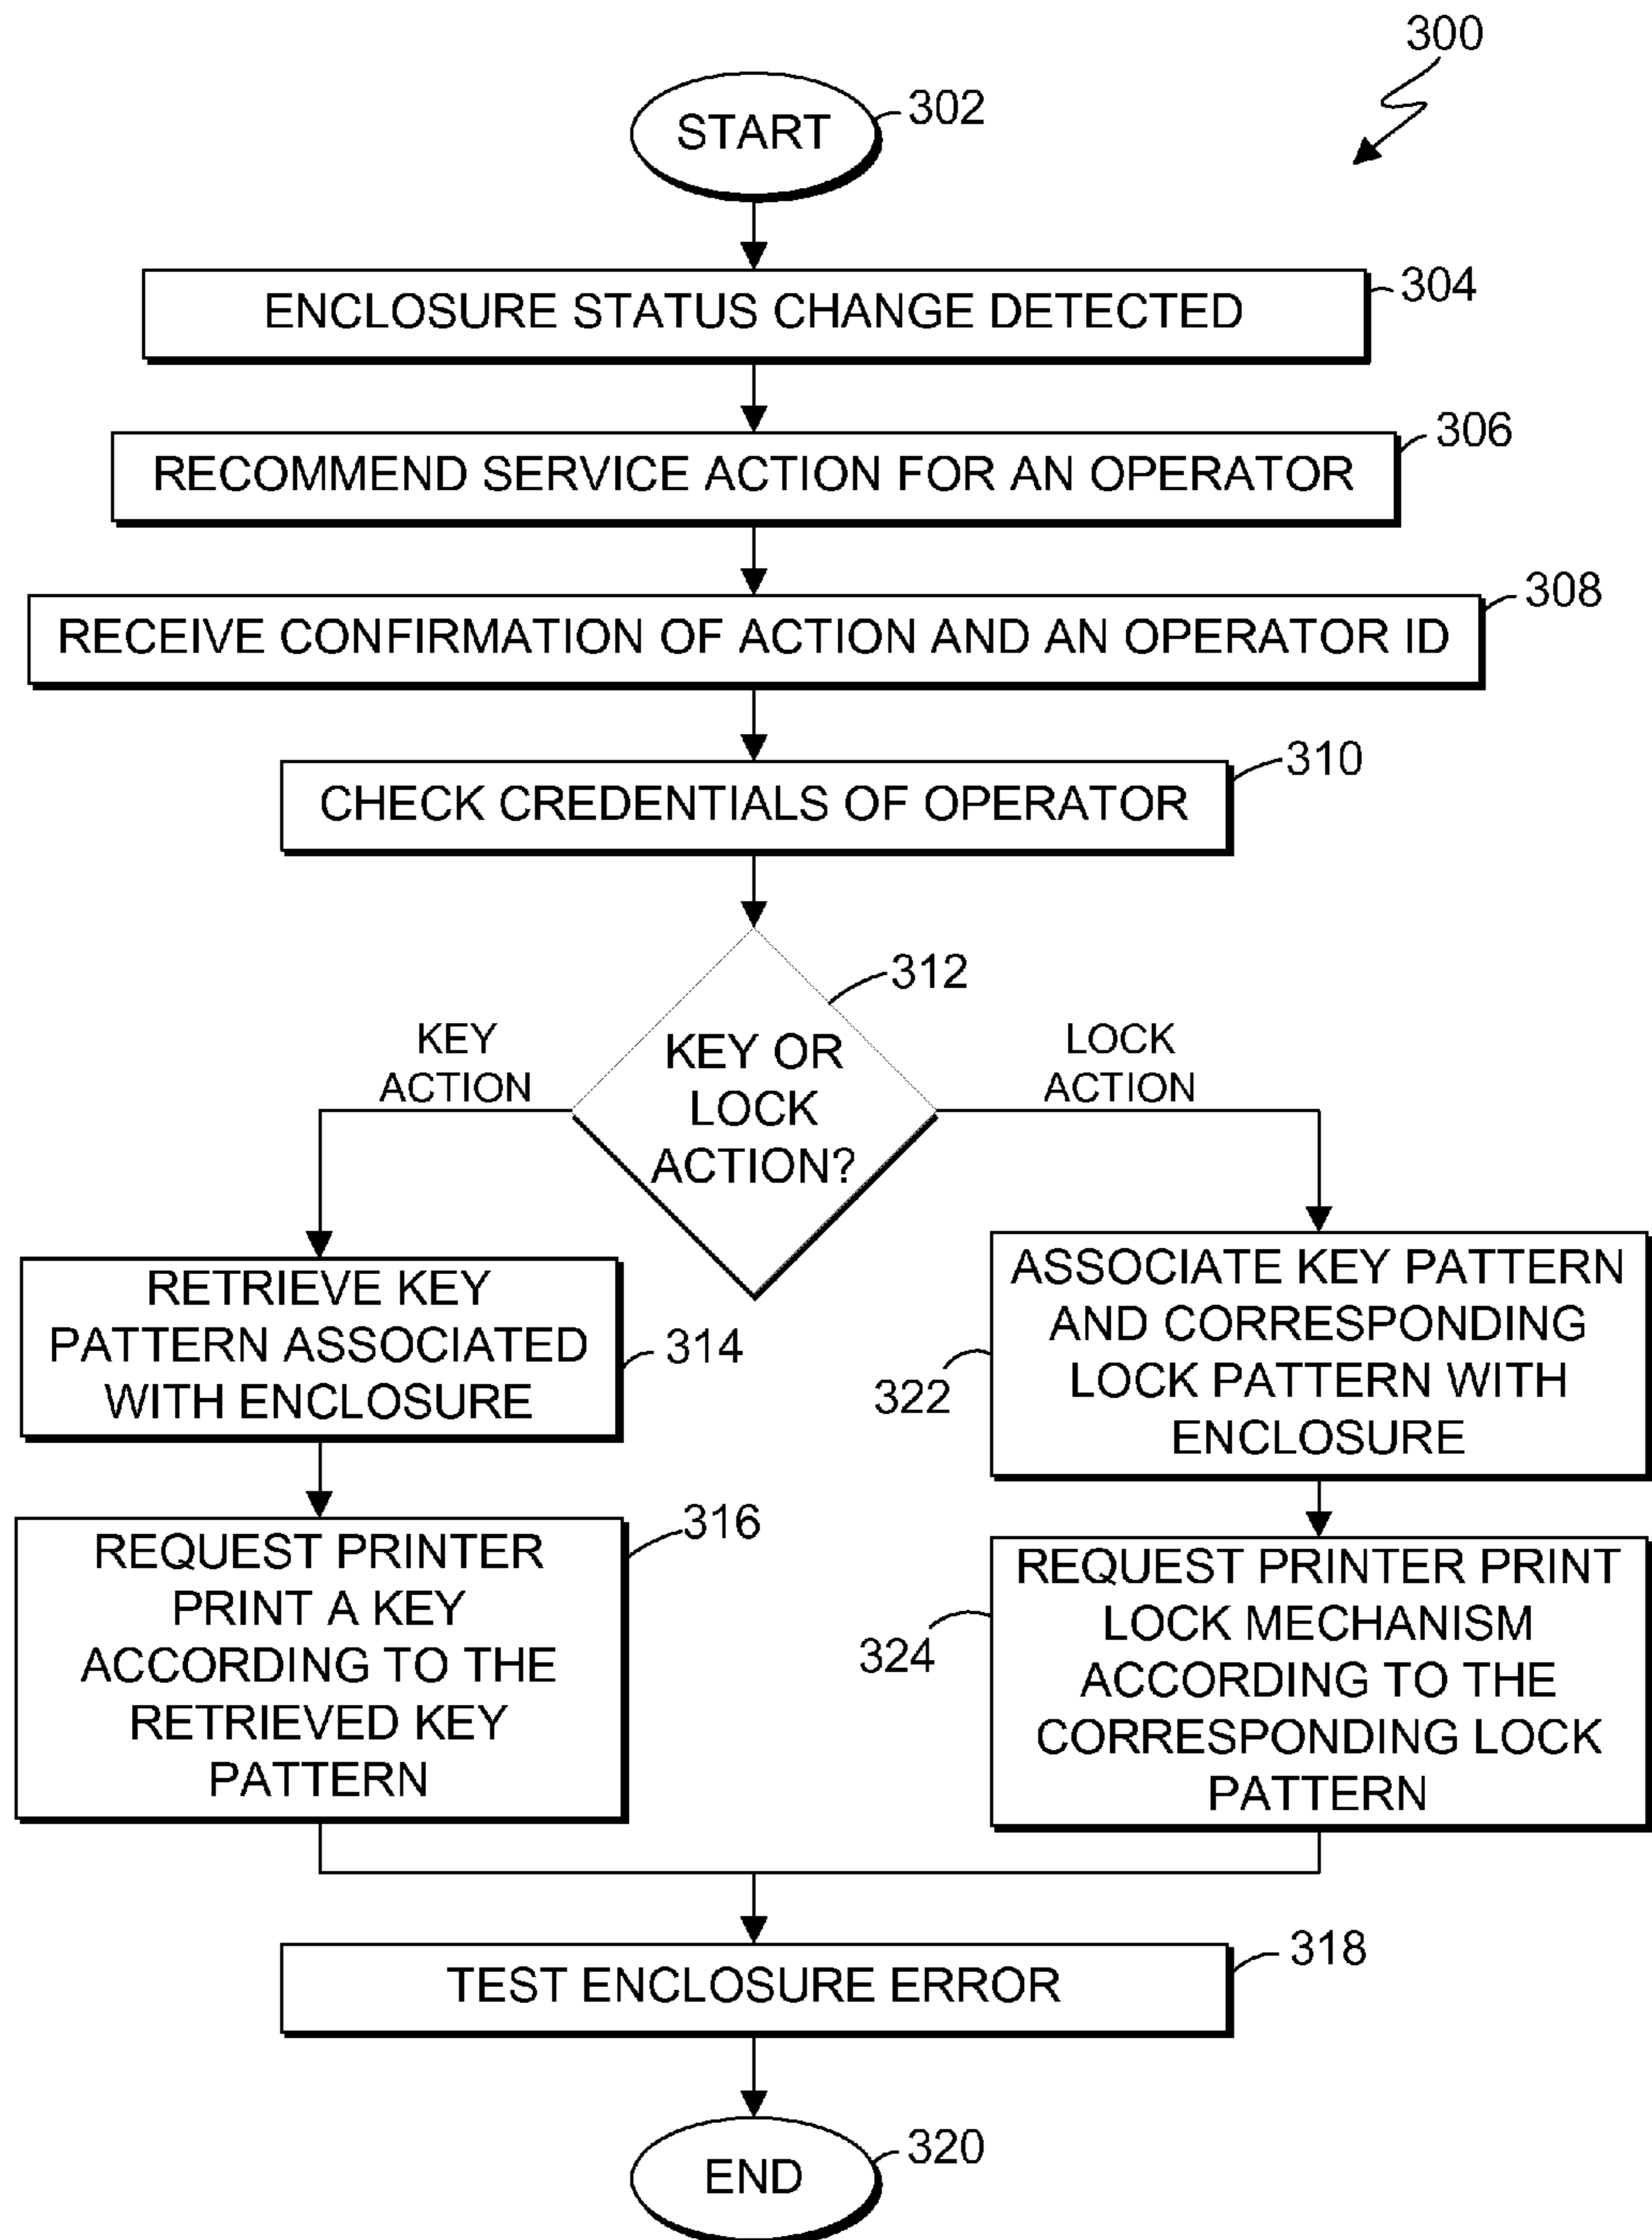 300
START
302
ENCLOSURE STATUS CHANGE DETECTED
304
RECOMMEND SERVICE ACTION FOR AN OPERATOR
306
RECEIVE CONFIRMATION OF ACTION AND AN OPERATOR ID
308
CHECK CREDENTIALS OF OPERATOR
310
312
KEY OR
LOCK
ACTION?
KEY
ACTION
LOCK
ACTION
RETRIEVE KEY
PATTERN ASSOCIATED
WITH ENCLOSURE
314
REQUEST PRINTER
PRINT A KEY
ACCORDING TO THE
RETRIEVED KEY
PATTERN
316
ASSOCIATE KEY PATTERN
AND CORRESPONDING
LOCK PATTERN WITH
ENCLOSURE
322
REQUEST PRINTER PRINT
LOCK MECHANISM
ACCORDING TO THE
CORRESPONDING LOCK
PATTERN
324
TEST ENCLOSURE ERROR
318
END
320